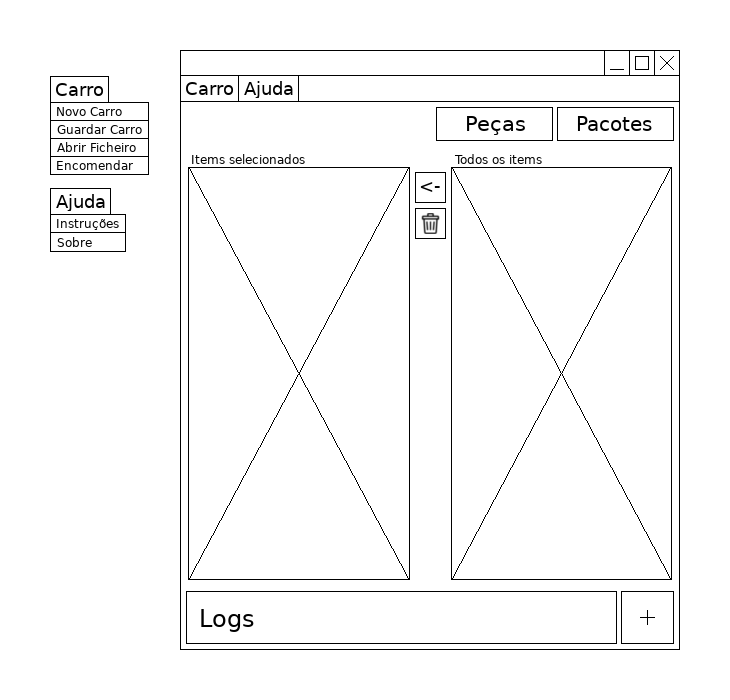 Carro
Novo Carro
Guardar Carro
Abrir Ficheiro
Encomendar
Ajuda
Instruções
Sobre
Carro Ajuda
Peças Pacotes
Items selecionados
Todos os items
<-
Logs
+